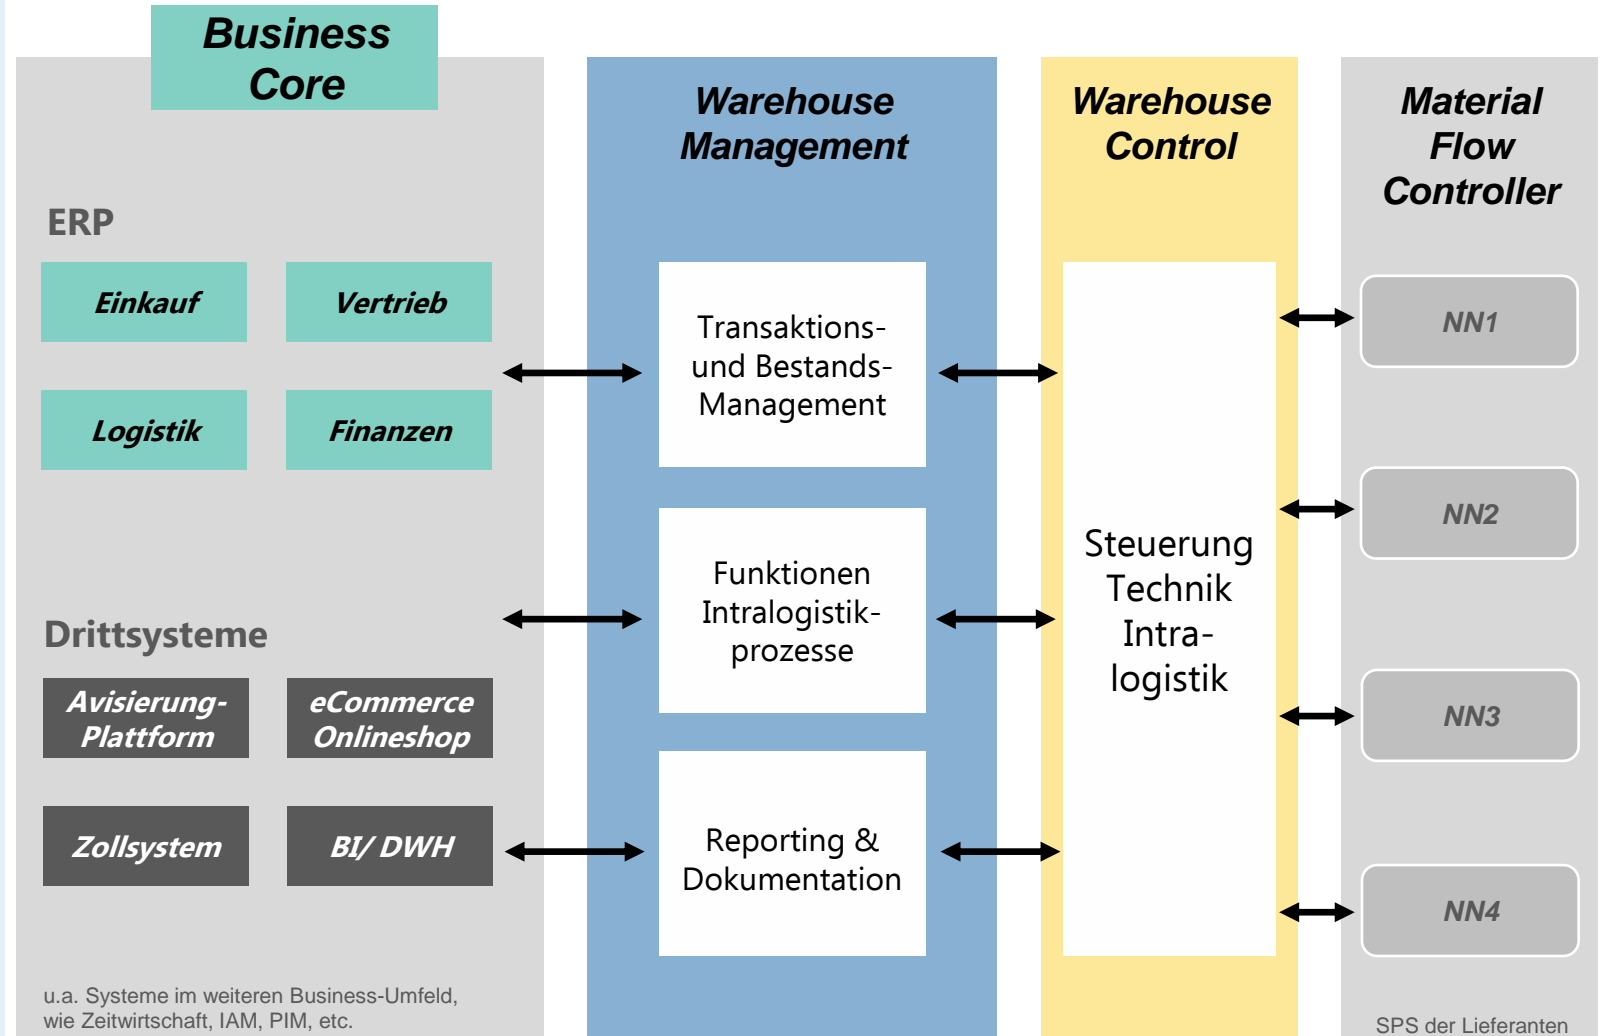 Business
Core
ERP
Einkauf
Vertrieb
Logistik
Finanzen
Drittsysteme
Avisierung-
Plattform
eCommerce
Onlineshop
Zollsystem
BI/ DWH
u.a. Systeme im weiteren Business-Umfeld,
wie Zeitwirtschaft, IAM, PIM, etc.
Warehouse
Management
Transaktions-
und Bestands-
Management
Funktionen
Intralogistik-
prozesse
Reporting &
Dokumentation
Warehouse
Control
Steuerung
Technik
Intra-
logistik
Material
Flow
Controller
NN1
NN2
NN3
NN4
SPS der Lieferanten